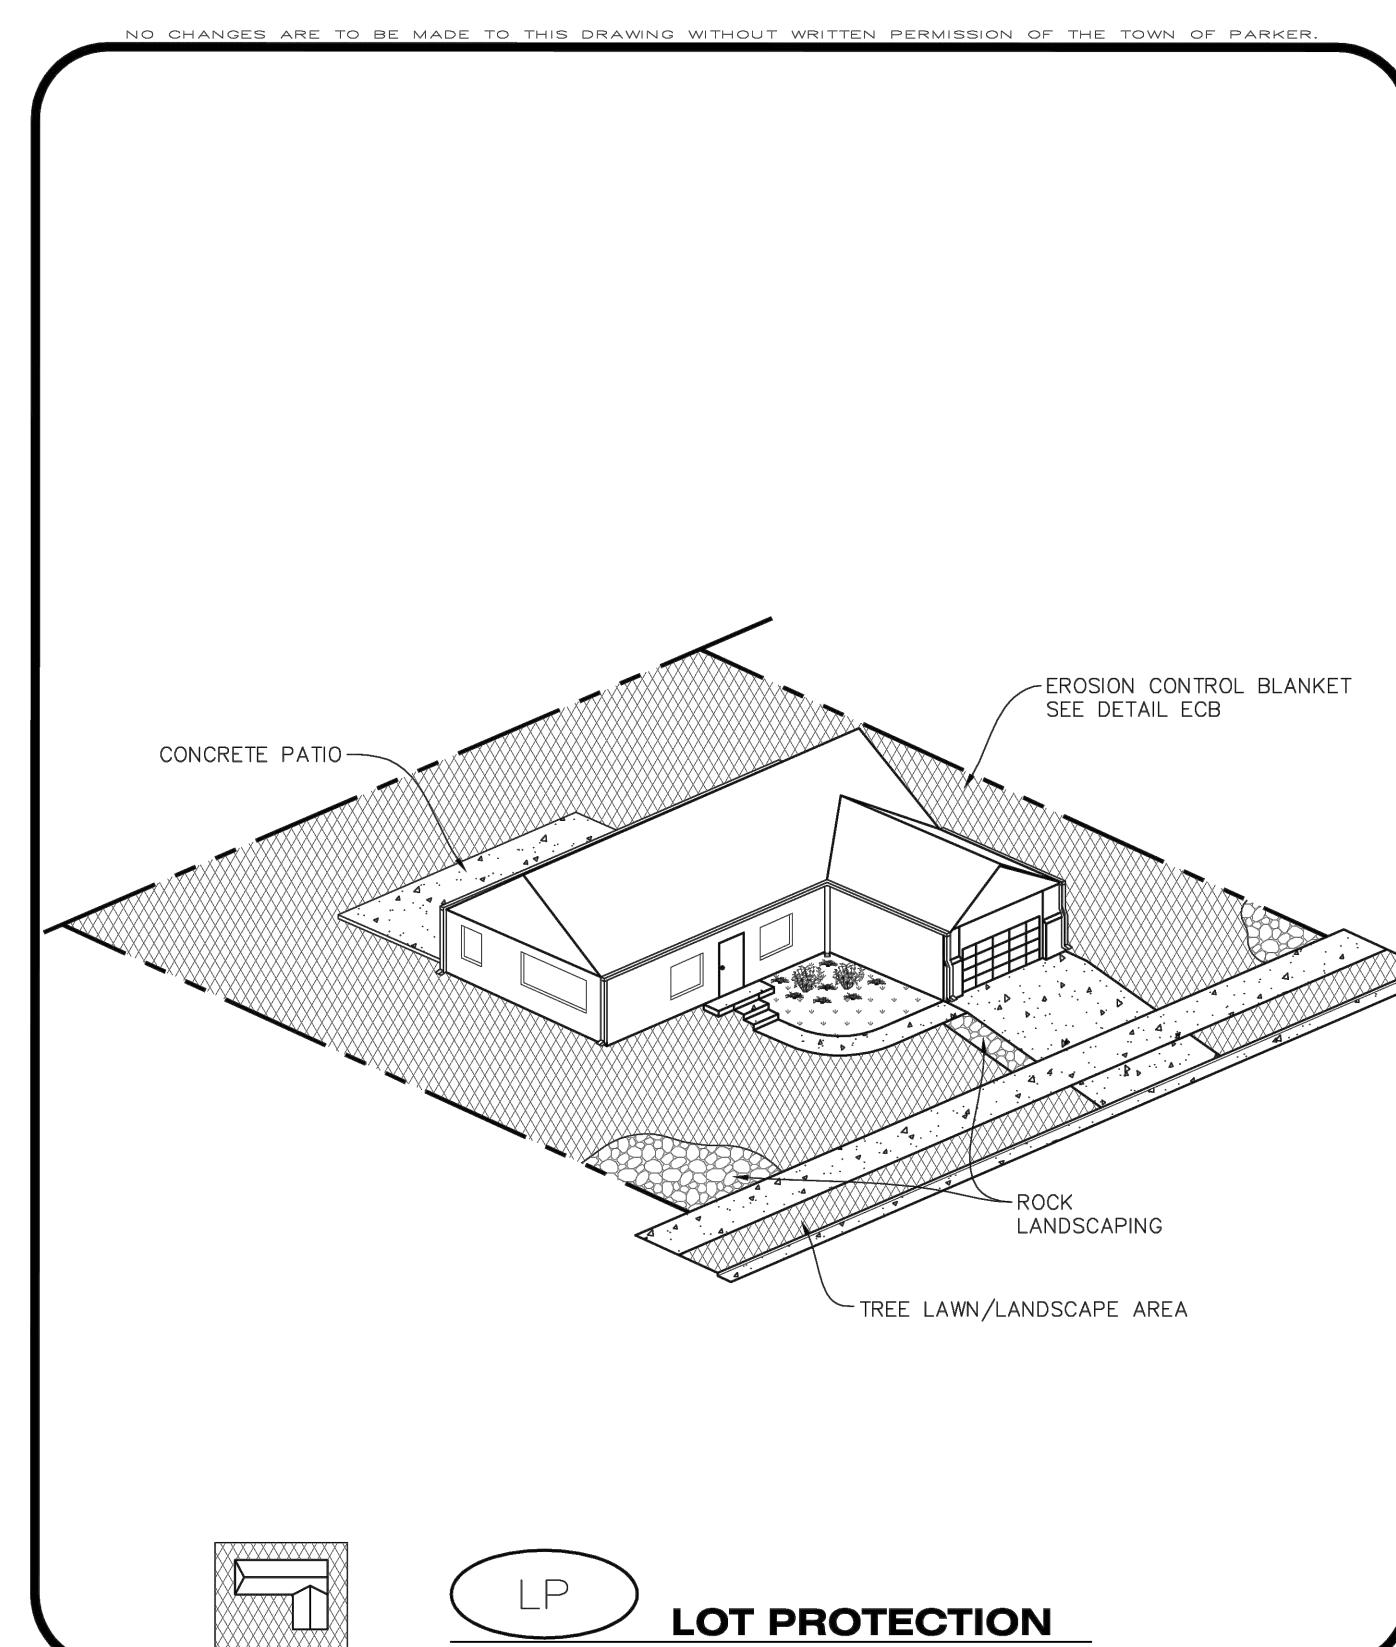 NO CHANGES ARE TO BE MADE TO THIS DRAWING WITHOUT WRITTEN PERMISSION OF THE TOWN OF PARKER.
EROSION CONTROL BLANKET
SEE DETAIL ECB
CONCRETE PATIO
ROCK
LANDSCAPING
TREE LAWN/LANDSCAPE AREA
LP
LOT PROTECTION